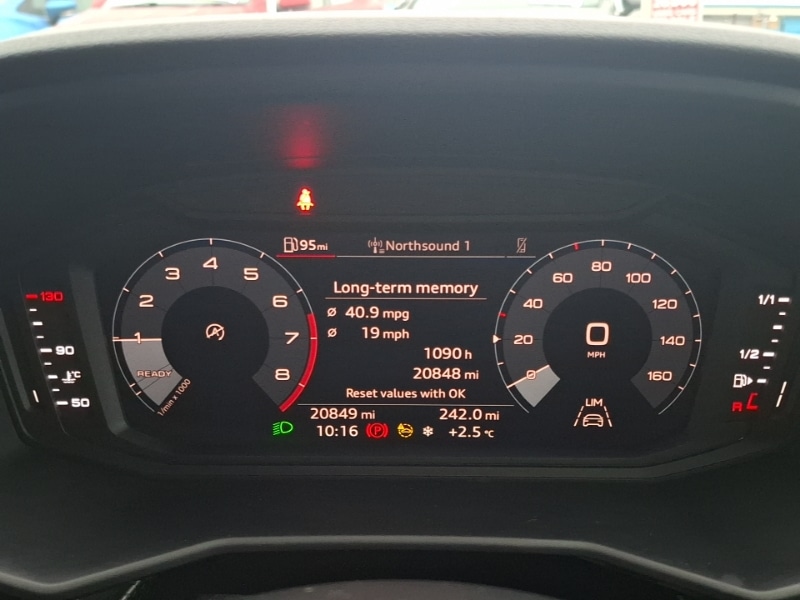 95mi
Northsound 1
Long-term memory
ø 40.9 mpg
ø 19 mph
1090 h
20848 mi
Reset values with OK
20849 mi 242.0 mi
10:16 P +2.5 °C
1 2 3 4 5 6 7 8
READY
1/min x 1000
A
0 20 40 60 80 100 120 140 160
0
MPH
LIM
130
90
°C
50
1/1
1/2
R